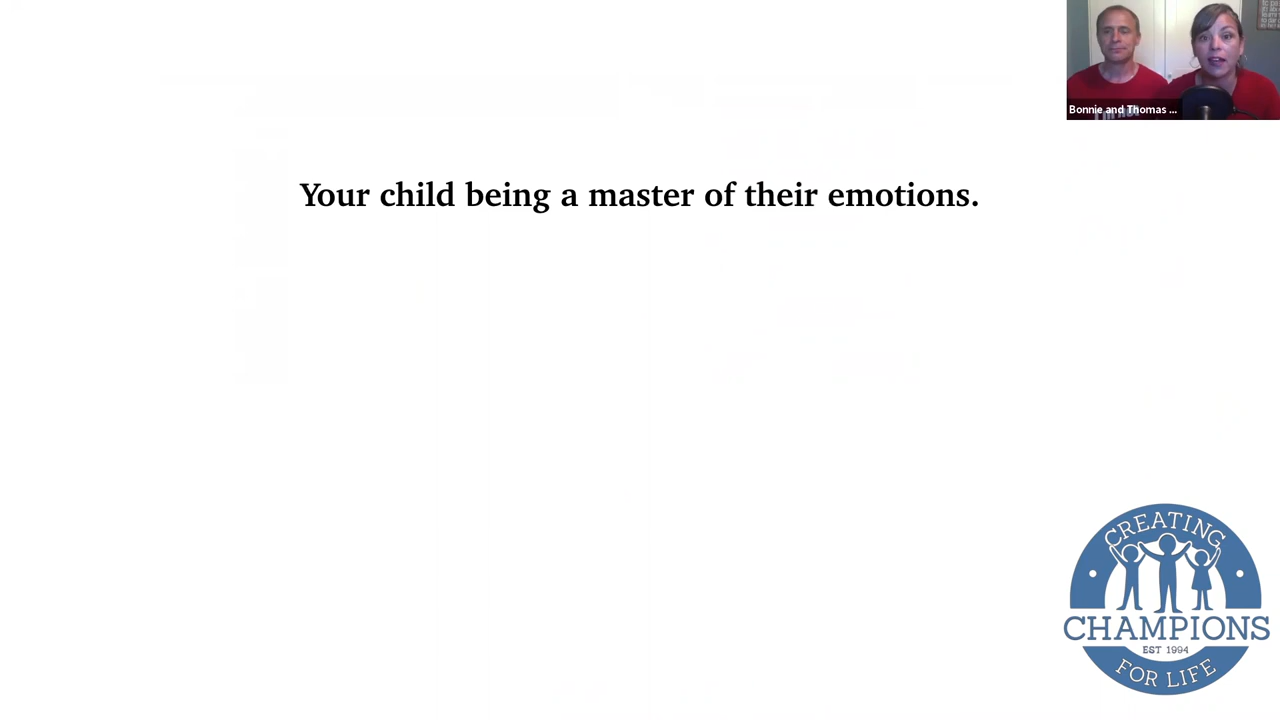 Bonnie and Thomas ...
Your child being a master of their emotions.
CREATING
CHAMPIONS
EST 1994
FOR LIFE